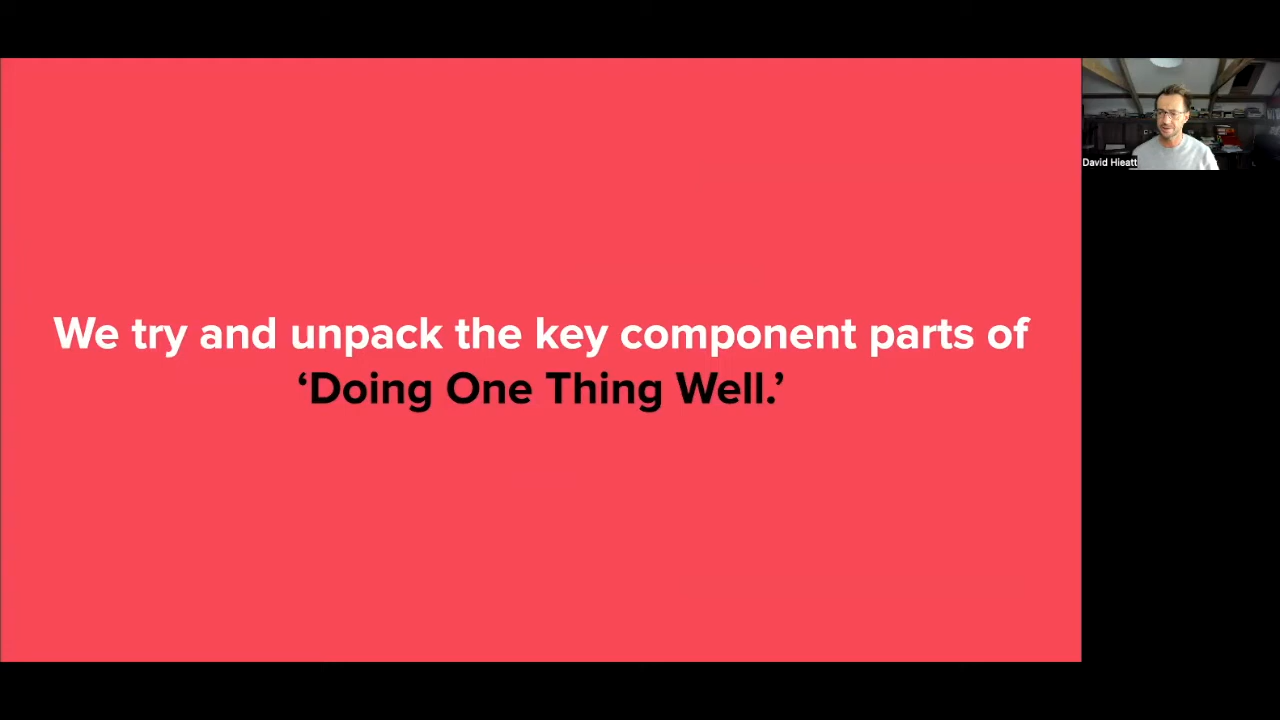 We try and unpack the key component parts of
‘Doing One Thing Well.’
David Hieatt